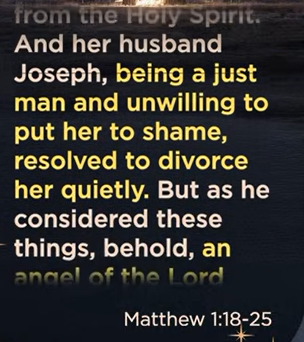 from the Holy Spirit.
And her husband
Joseph, being a just
man and unwilling to
put her to shame,
resolved to divorce
her quietly. But as he
considered these
things, behold, an
angel of the Lord
Matthew 1:18-25